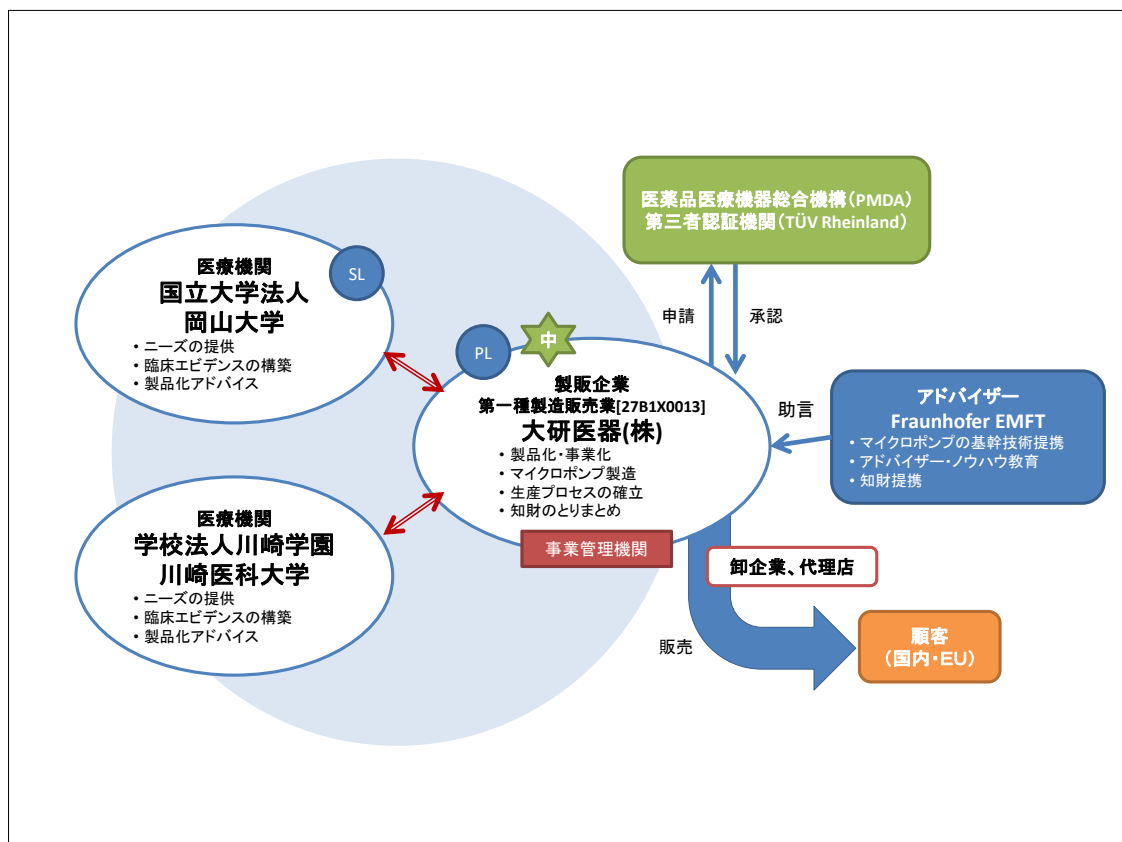 医薬品医療機器総合機構(PMDA)
第三者認証機関(TÜV Rheinland)
申請
承認
医療機関
国立大学法人
岡山大学
・ニーズの提供
・臨床エビデンスの構築
・製品化アドバイス
SL
PL
中
製販企業
第一種製造販売業[27B1X0013]
大研医器(株)
・製品化・事業化
・マイクロポンプ製造
・生産プロセスの確立
・知財のとりまとめ
事業管理機関
助言
アドバイザー
Fraunhofer EMFT
・マイクロポンプの基幹技術提携
・アドバイザー・ノウハウ教育
・知財提携
医療機関
学校法人川崎学園
川崎医科大学
・ニーズの提供
・臨床エビデンスの構築
・製品化アドバイス
卸企業、代理店
販売
顧客
(国内・EU)